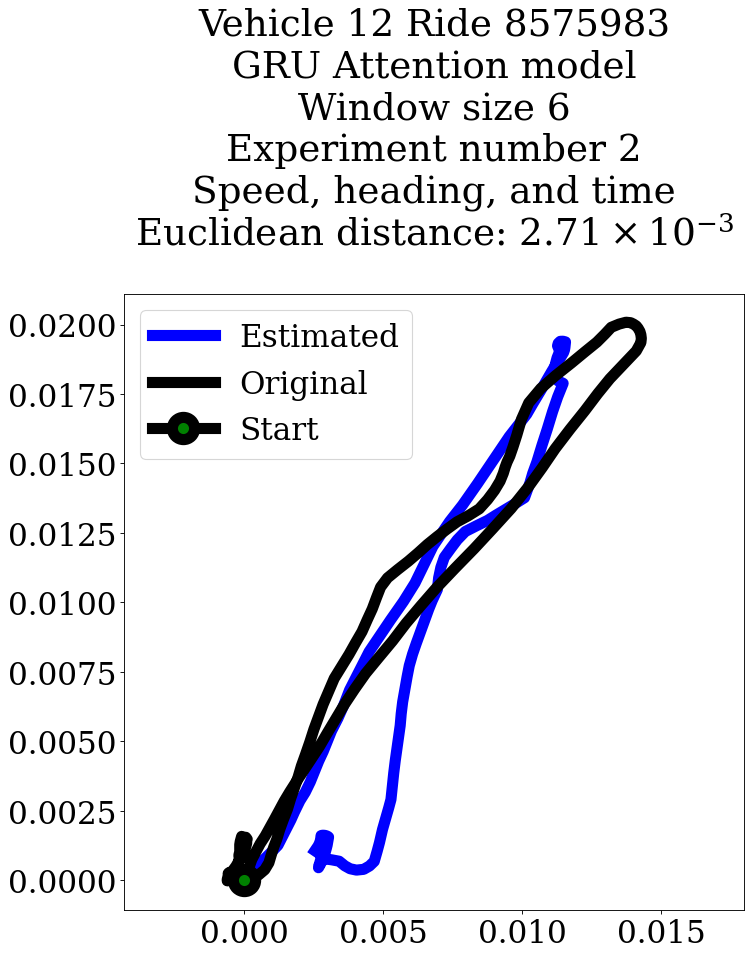 Vehicle 12 Ride 8575983
GRU Attention model
Window size 6
Experiment number 2
Speed, heading, and time
Euclidean distance: 2.71 × 10⁻³
Estimated
Original
Start
0.0200
0.0175
0.0150
0.0125
0.0100
0.0075
0.0050
0.0025
0.0000
0.000 0.005 0.010 0.015